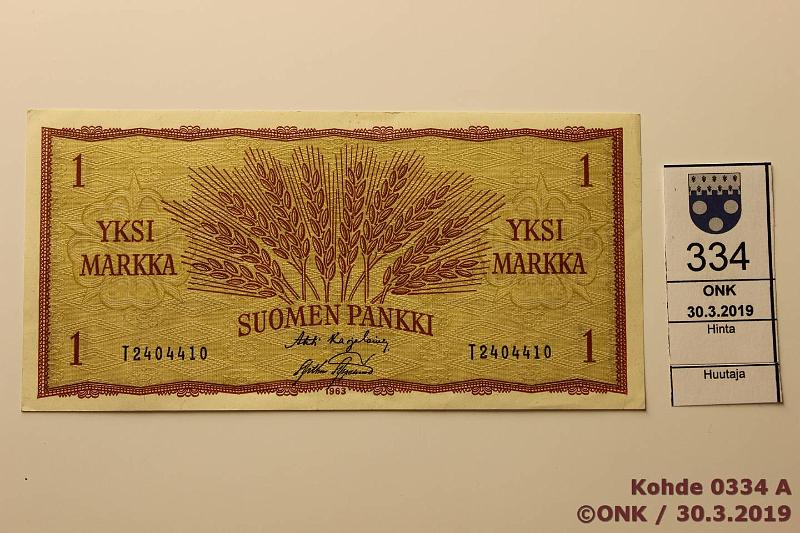 1
1
YKSI
MARKKA
YKSI
MARKKA
SUOMEN PANKKI
1
T2404410
T2404410
1
1963
334
ONK
30.3.2019
Hinta
Huutaja
Kohde 0334 A
©ONK / 30.3.2019